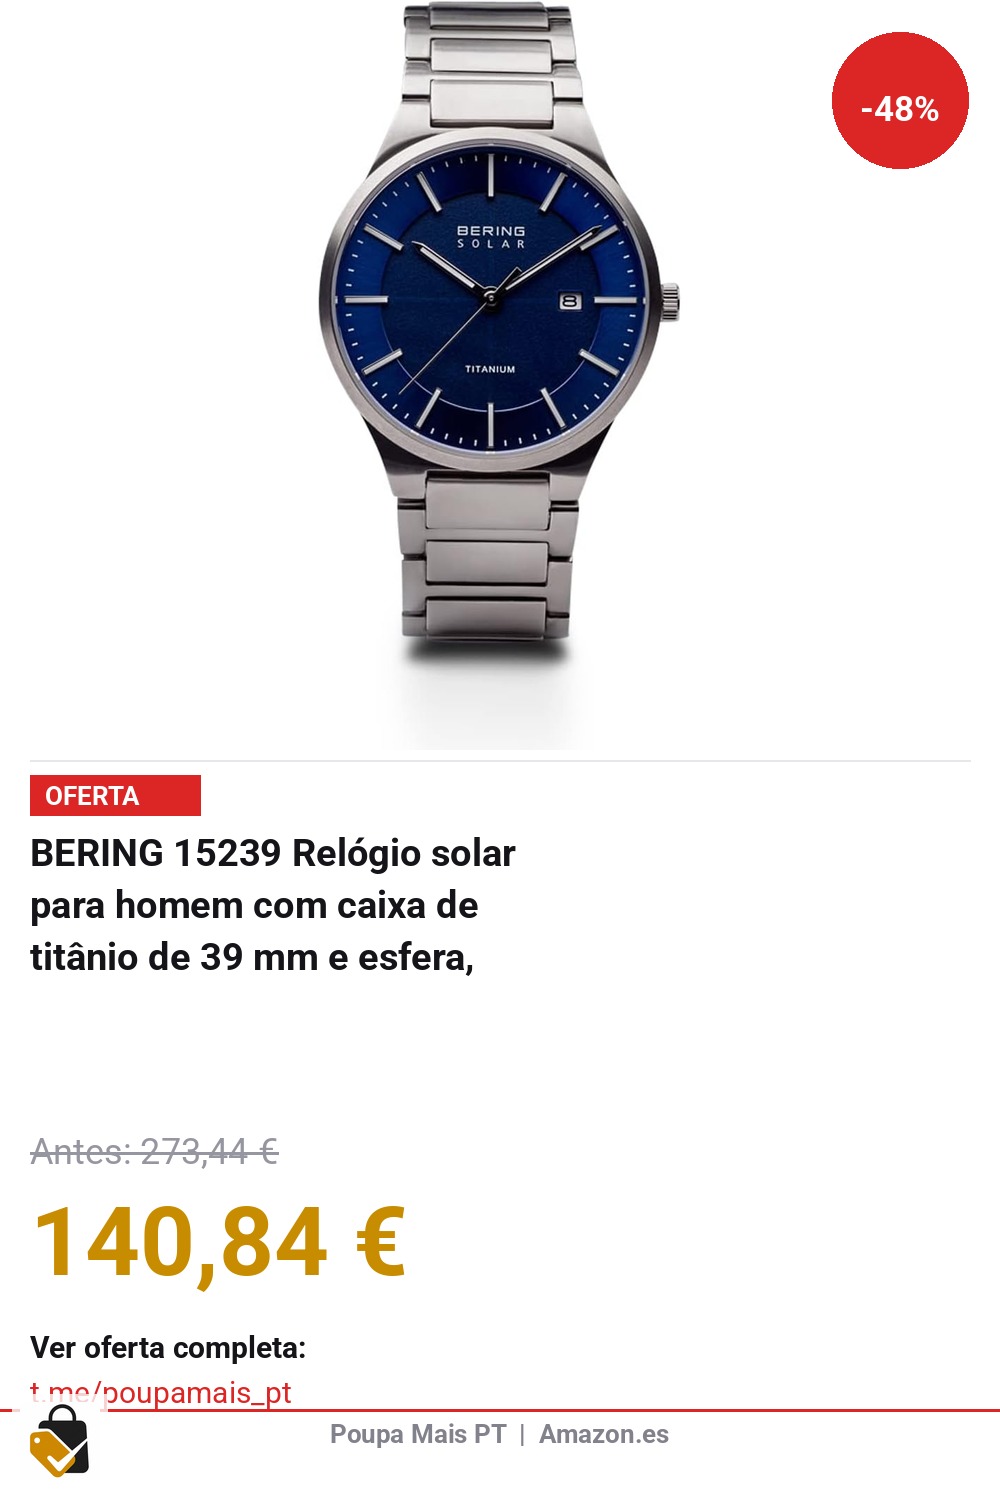 -48%
BERING
SOLAR
8
TITANIUM
OFERTA
BERING 15239 Relógio solar
para homem com caixa de
titânio de 39 mm e esfera,
Antes: 273,44 €
140,84 €
Ver oferta completa:
t.me/poupamais_pt
Poupa Mais PT | Amazon.es